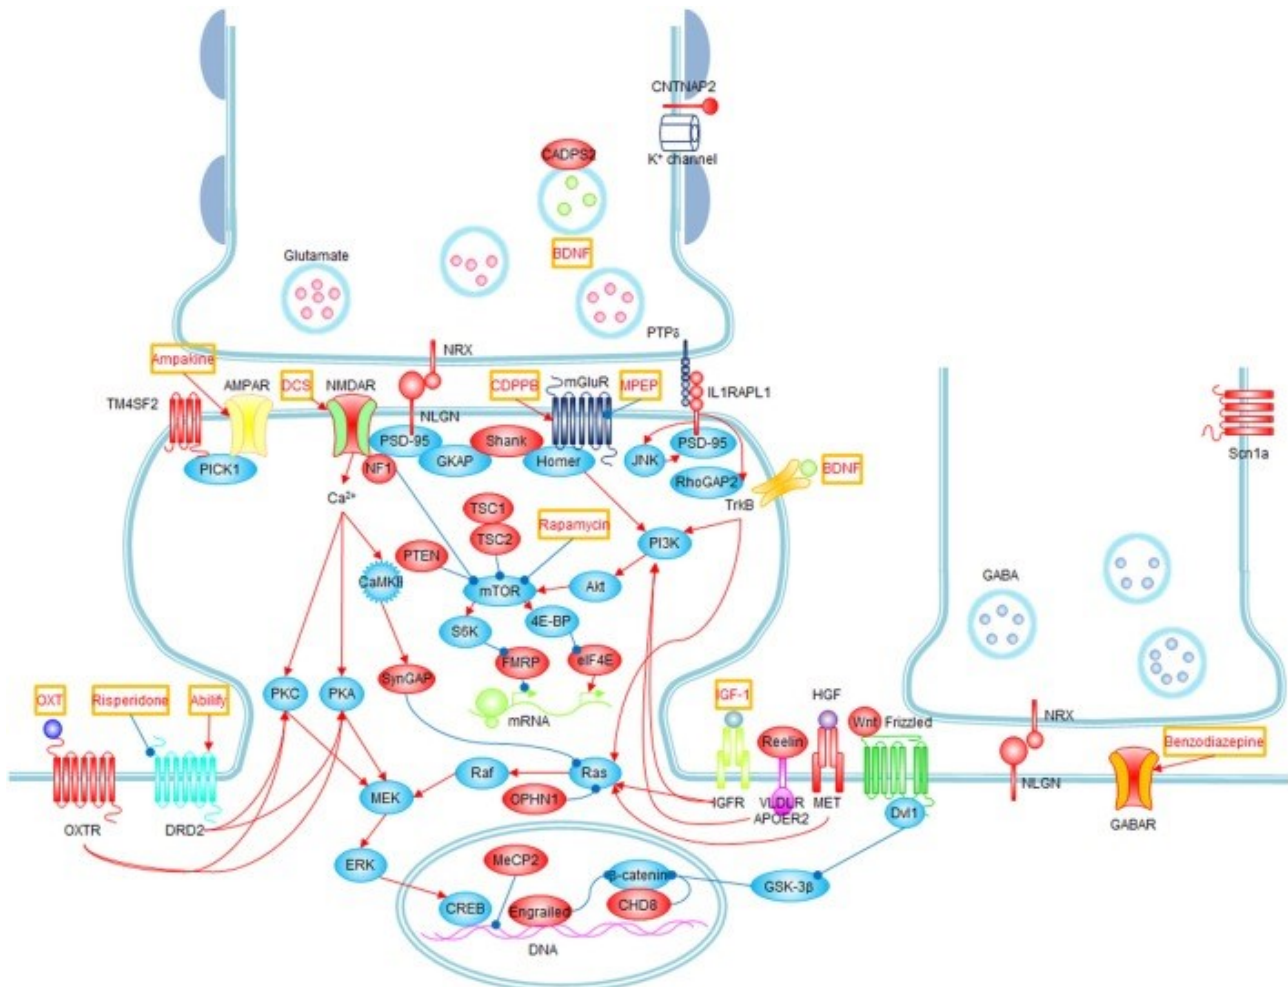 CNTNAP2
K⁺ channel
CADPS2
BDNF
Glutamate
PTPδ
NRX
Ampakine
AMPAR
DCS
NMDAR
CDPPB
mGluR
MPEP
IL1RAPL1
TM4SF2
NLGN
PSD-95
GKAP
Shank
Homer
JNK
PSD-95
PICK1
NF1
RhoGAP2
BDNF
TrkB
Scn1a
Ca²⁺
TSC1
TSC2
Rapamycin
PTEN
PI3K
CaMKII
mTOR
Akt
GABA
S6K
4E-BP
SynGAP
FMRP
eIF4E
mRNA
OXT
Risperidone
Abilify
PKC
PKA
IGF-1
HGF
Wnt
Frizzled
NRX
Reelin
Benzodiazepine
Raf
Ras
MEK
OPHN1
IGFR
VLDLR
APOER2
MET
Dvl1
NLGN
GABAR
OXTR
DRD2
ERK
MeCP2
β-catenin
GSK-3β
CREB
Engrailed
CHD8
DNA